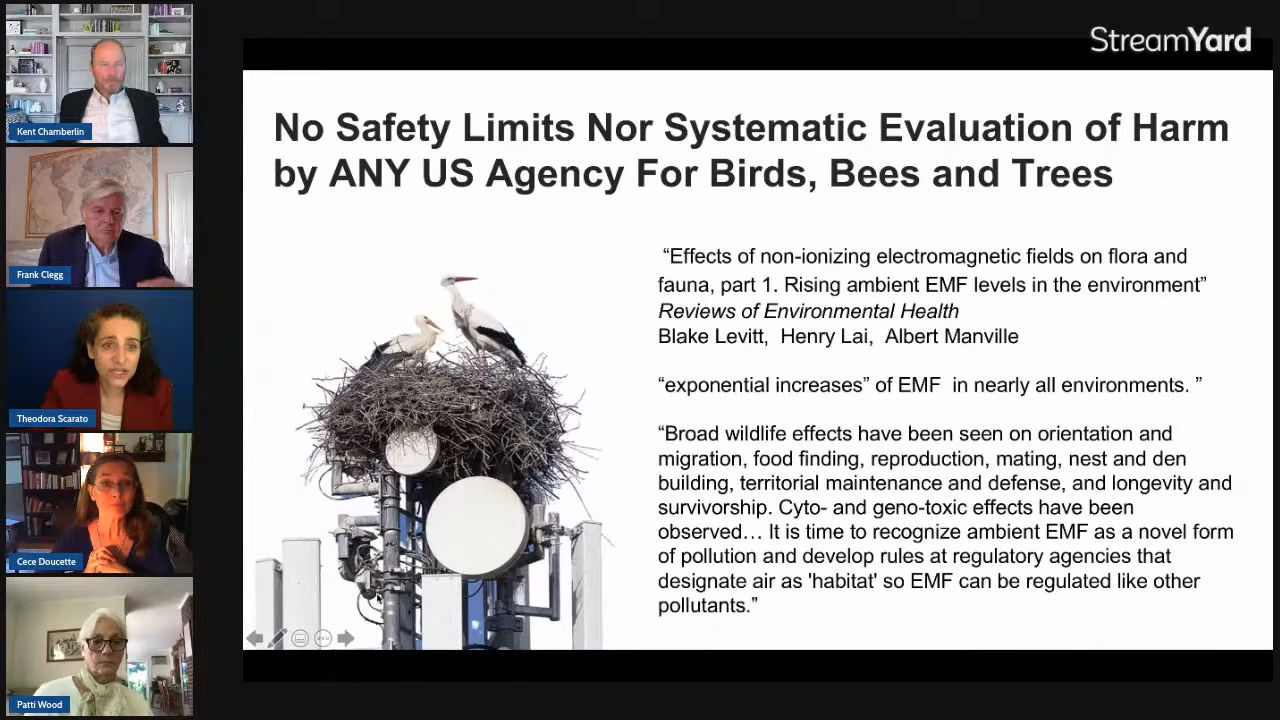 StreamYard
Kent Chamberlin
Frank Clegg
Theodora Scarato
Cece Doucette
Patti Wood
No Safety Limits Nor Systematic Evaluation of Harm
by ANY US Agency For Birds, Bees and Trees
“Effects of non-ionizing electromagnetic fields on flora and
fauna, part 1. Rising ambient EMF levels in the environment”
Reviews of Environmental Health
Blake Levitt, Henry Lai, Albert Manville
“exponential increases” of EMF in nearly all environments. ”
“Broad wildlife effects have been seen on orientation and
migration, food finding, reproduction, mating, nest and den
building, territorial maintenance and defense, and longevity and
survivorship. Cyto- and geno-toxic effects have been
observed… It is time to recognize ambient EMF as a novel form
of pollution and develop rules at regulatory agencies that
designate air as 'habitat' so EMF can be regulated like other
pollutants.”